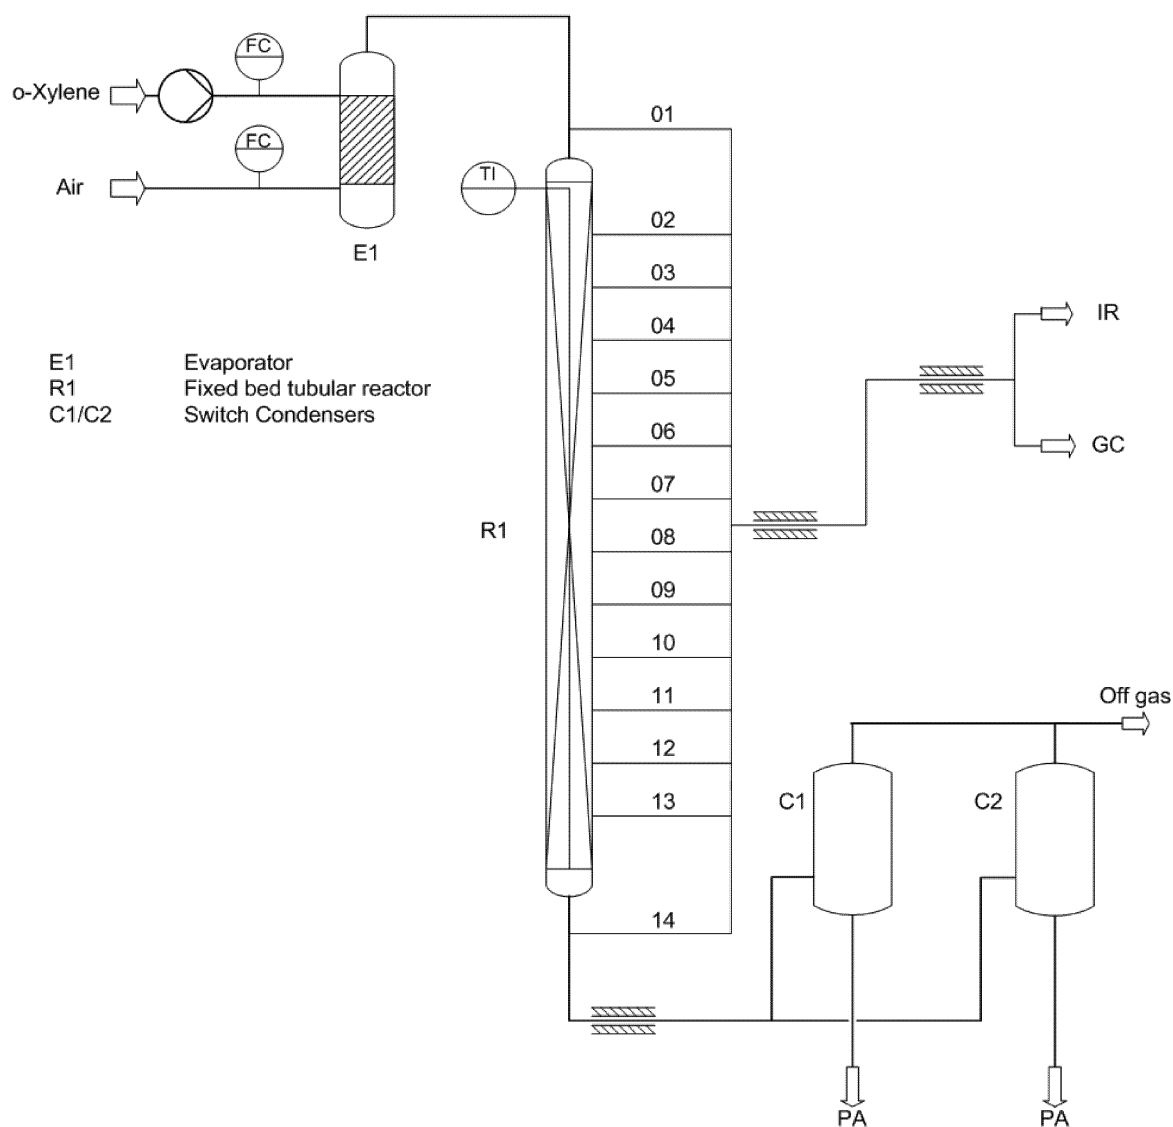 FC
o-Xylene
FC
Air
E1
TI
01
02
03
04
05
06
07
08
09
10
11
12
13
14
R1
E1 Evaporator
R1 Fixed bed tubular reactor
C1/C2 Switch Condensers
IR
GC
Off gas
C1
C2
PA
PA